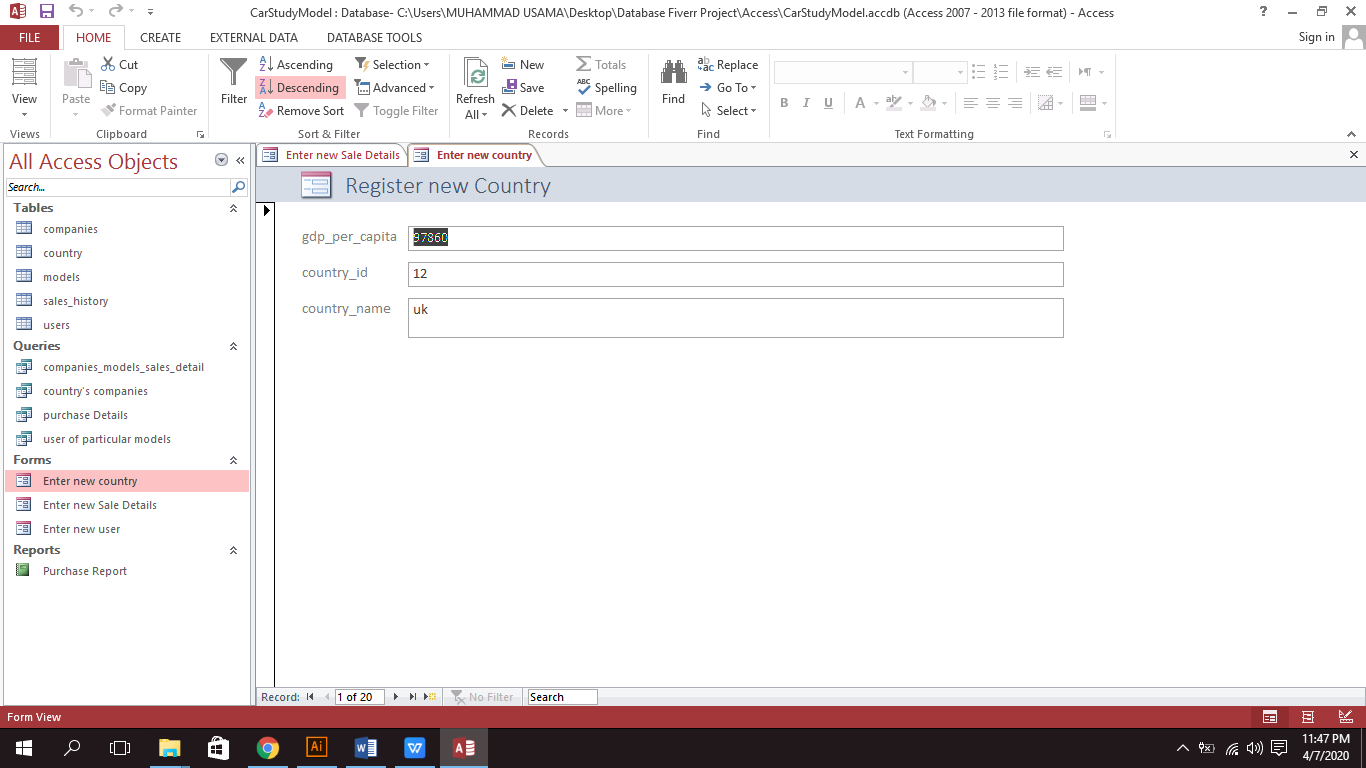 CarStudyModel : Database- C:\Users\MUHAMMAD USAMA\Desktop\Database Fiverr Project\Access\CarStudyModel.accdb (Access 2007 - 2013 file format) - Access
FILE HOME CREATE EXTERNAL DATA DATABASE TOOLS Sign in
View
Views
Paste
Cut
Copy
Format Painter
Clipboard
Filter
Ascending
Descending
Remove Sort
Selection
Advanced
Toggle Filter
Sort & Filter
Refresh
All
New
Save
Delete
Totals
Spelling
More
Records
Find
Replace
Go To
Select
Find
B I U A
Text Formatting
All Access Objects
Search...
Tables
companies
country
models
sales_history
users
Queries
companies_models_sales_detail
country's companies
purchase Details
user of particular models
Forms
Enter new country
Enter new Sale Details
Enter new user
Reports
Purchase Report
Enter new Sale Details Enter new country
Register new Country
gdp_per_capita 97860
country_id 12
country_name uk
Record: 1 of 20 No Filter Search
Form View
11:47 PM
4/7/2020